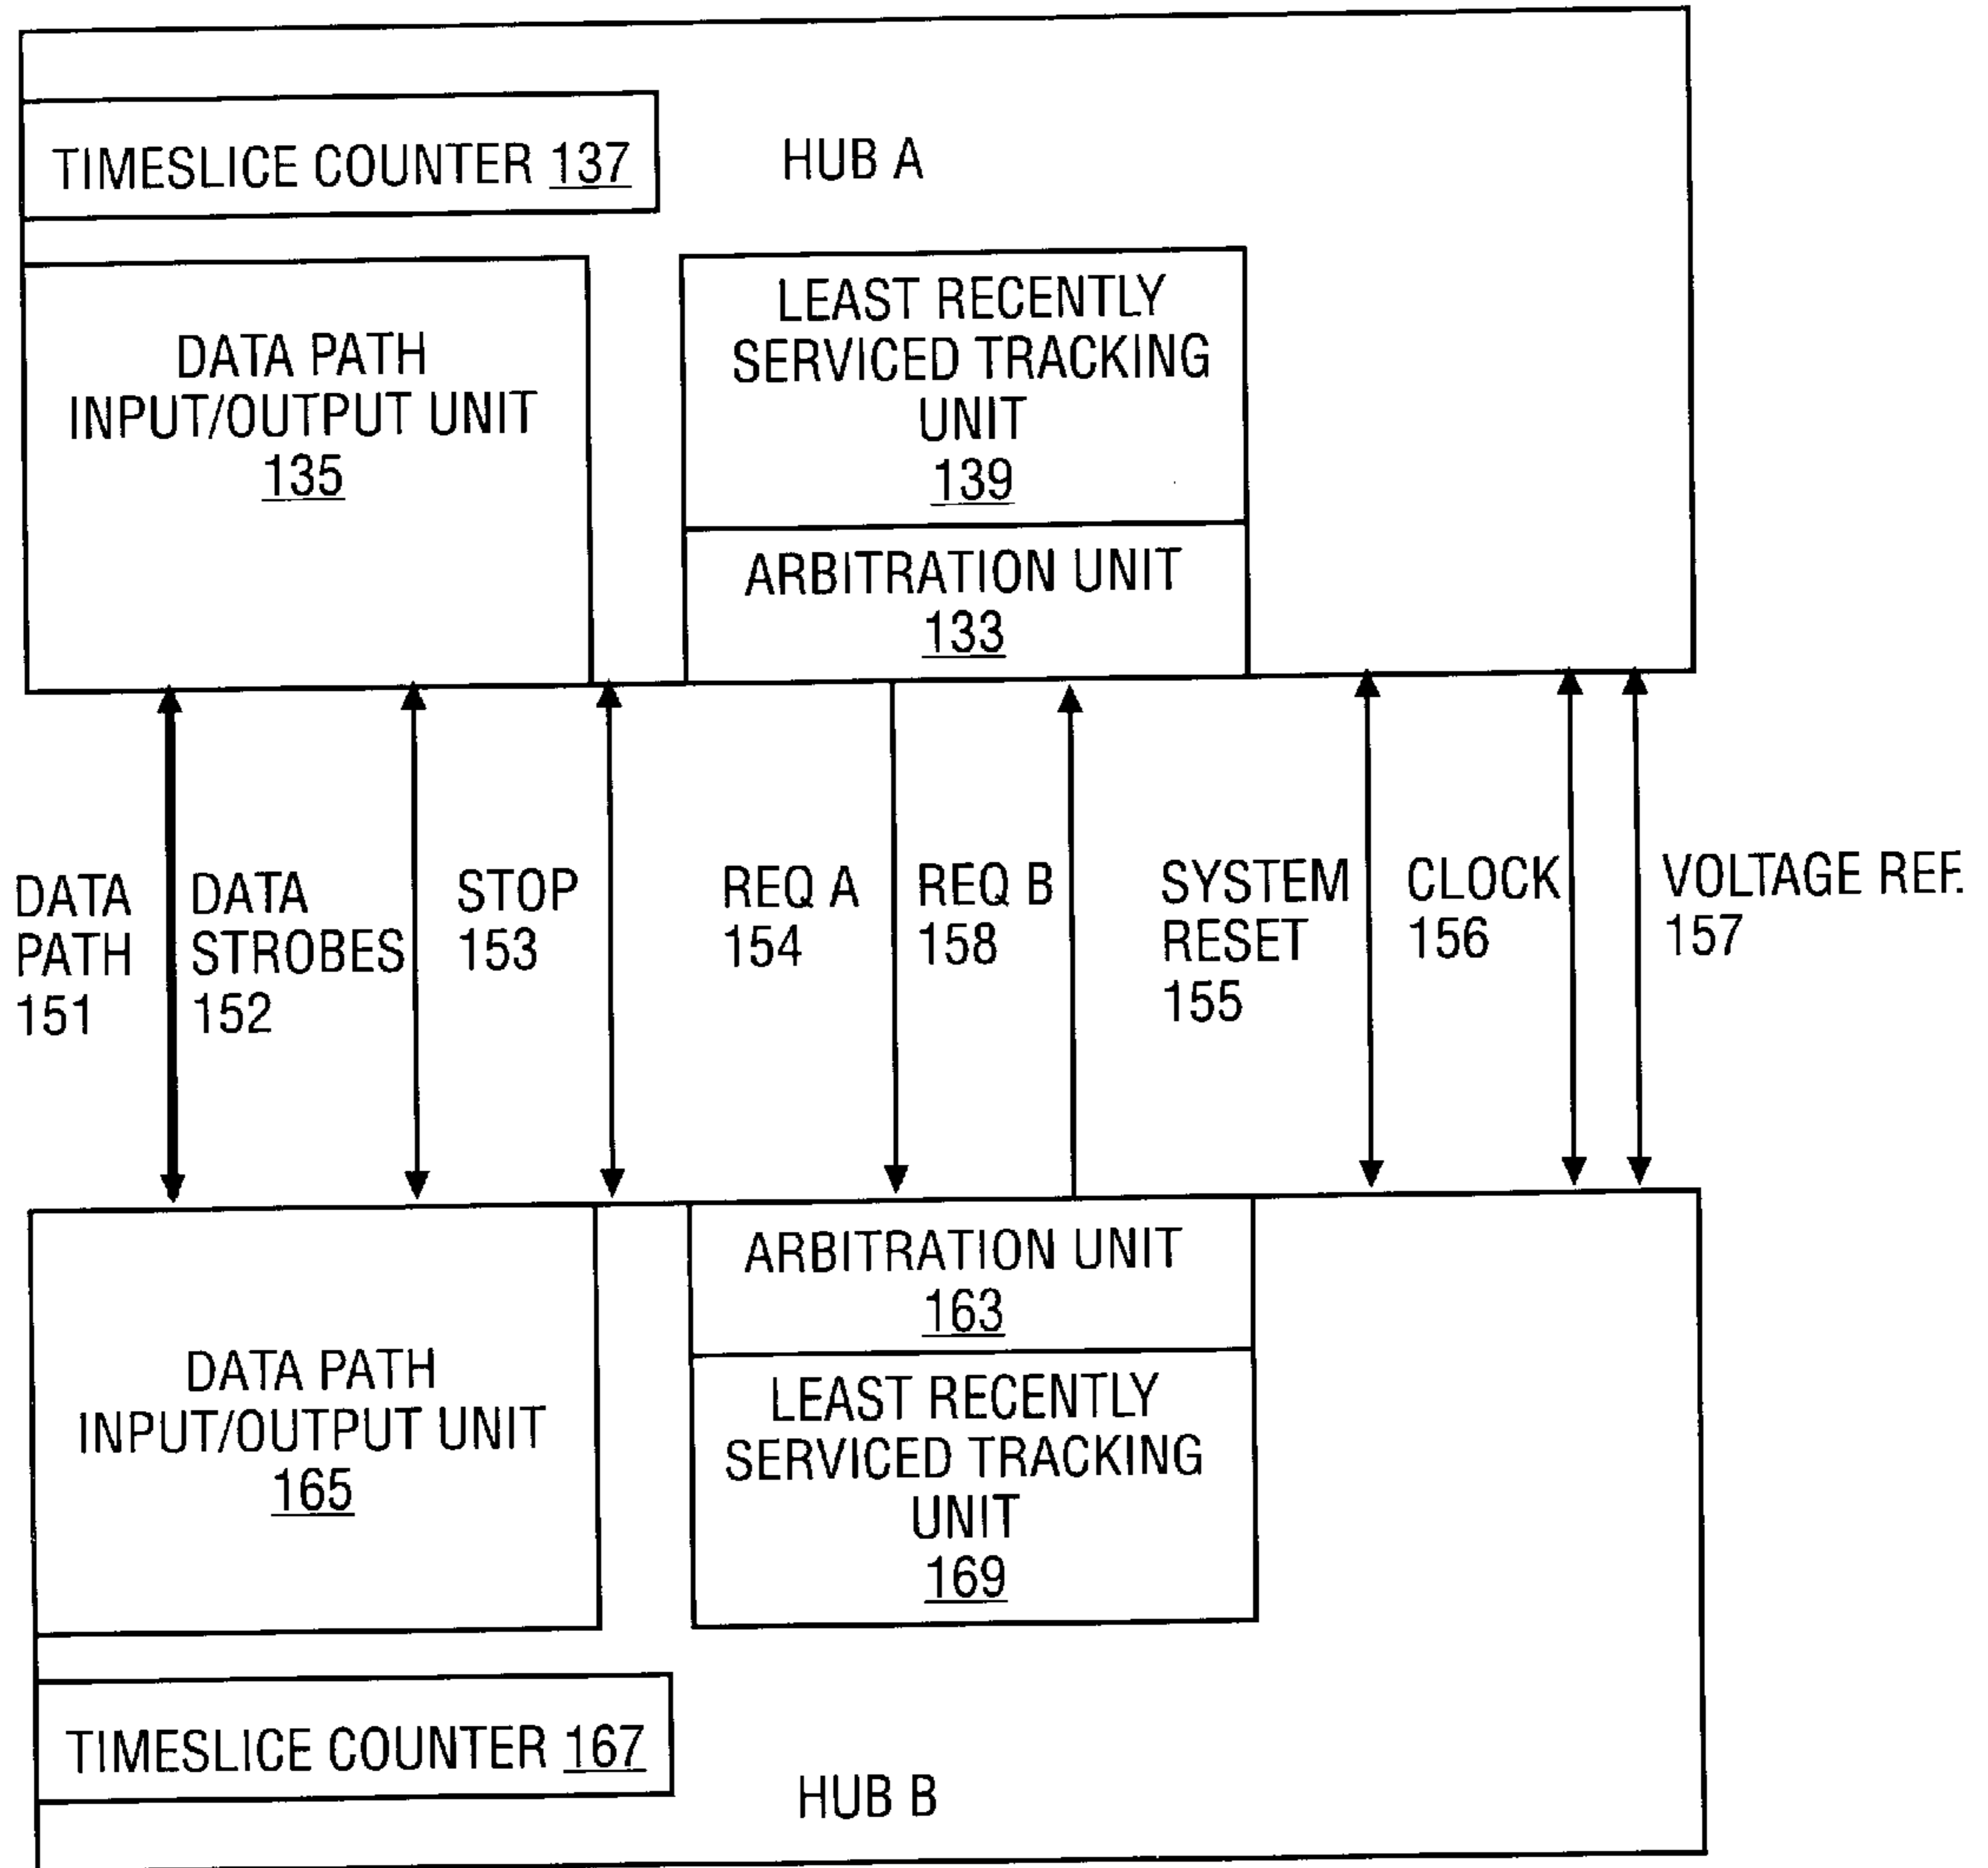 TIMESLICE COUNTER 137
HUB A
DATA PATH
INPUT/OUTPUT UNIT
135
LEAST RECENTLY
SERVICED TRACKING
UNIT
139
ARBITRATION UNIT
133
DATA
PATH
151
DATA
STROBES
152
STOP
153
REQ A
154
REQ B
158
SYSTEM
RESET
155
CLOCK
156
VOLTAGE REF.
157
ARBITRATION UNIT
163
DATA PATH
INPUT/OUTPUT UNIT
165
LEAST RECENTLY
SERVICED TRACKING
UNIT
169
TIMESLICE COUNTER 167
HUB B